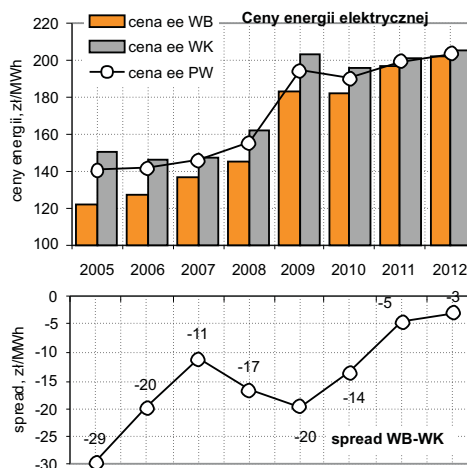 Ceny energii elektrycznej
cena ee WB
cena ee WK
cena ee PW
ceny energii, zł/MWh
220
200
180
160
140
120
100
2005 2006 2007 2008 2009 2010 2011 2012
spread, zł/MWh
0
-5
-10
-15
-20
-25
-30
-29
-20
-11
-17
-20
-14
-5
-3
spread WB-WK